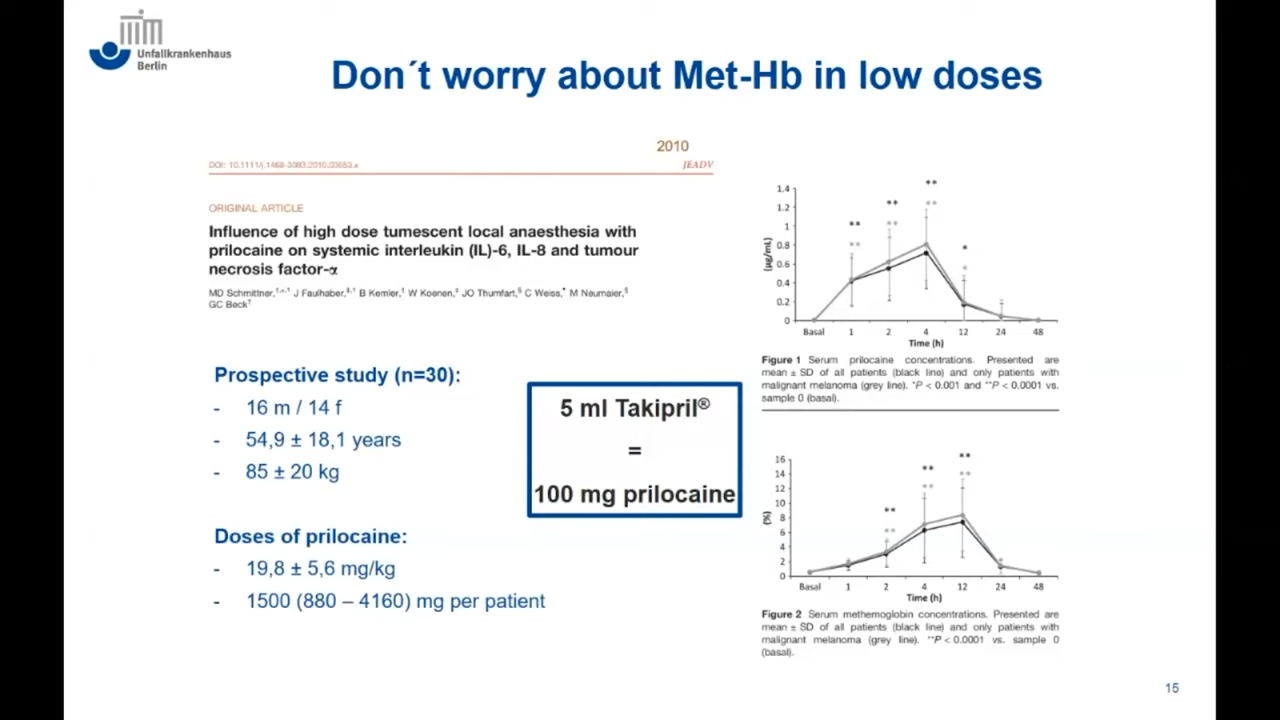 Unfallkrankenhaus
Berlin
Don´t worry about Met-Hb in low doses
2010
DOI: 10.1111/j.1468-3083.2010.03653.x
JEADV
ORIGINAL ARTICLE
Influence of high dose tumescent local anaesthesia with
prilocaine on systemic interleukin (IL)-6, IL-8 and tumour
necrosis factor-α
MD Schmittner, J Faulhaber, B Kemler, W Koenen, JO Thumfart, C Weiss, M Neumaier,
GC Beck
Prospective study (n=30):
- 16 m / 14 f
- 54,9 ± 18,1 years
- 85 ± 20 kg
Doses of prilocaine:
- 19,8 ± 5,6 mg/kg
- 1500 (880 – 4160) mg per patient
5 ml Takipril®
=
100 mg prilocaine
1.4
1.2
1
0.8
0.6
0.4
0.2
0
(µg/mL)
** ** ** *
** ** ** *
Basal 1 2 4 12 24 48
Time (h)
Figure 1 Serum prilocaine concentrations. Presented are
mean ± SD of all patients (black line) and only patients with
malignant melanoma (grey line). *P < 0.001 and **P < 0.0001 vs.
sample 0 (basal).
16
14
12
10
8
6
4
2
0
(%)
** ** **
** ** **
Basal 1 2 4 12 24 48
Time (h)
Figure 2 Serum methemoglobin concentrations. Presented are
mean ± SD of all patients (black line) and only patients with
malignant melanoma (grey line). **P < 0.0001 vs. sample 0
(basal).
15